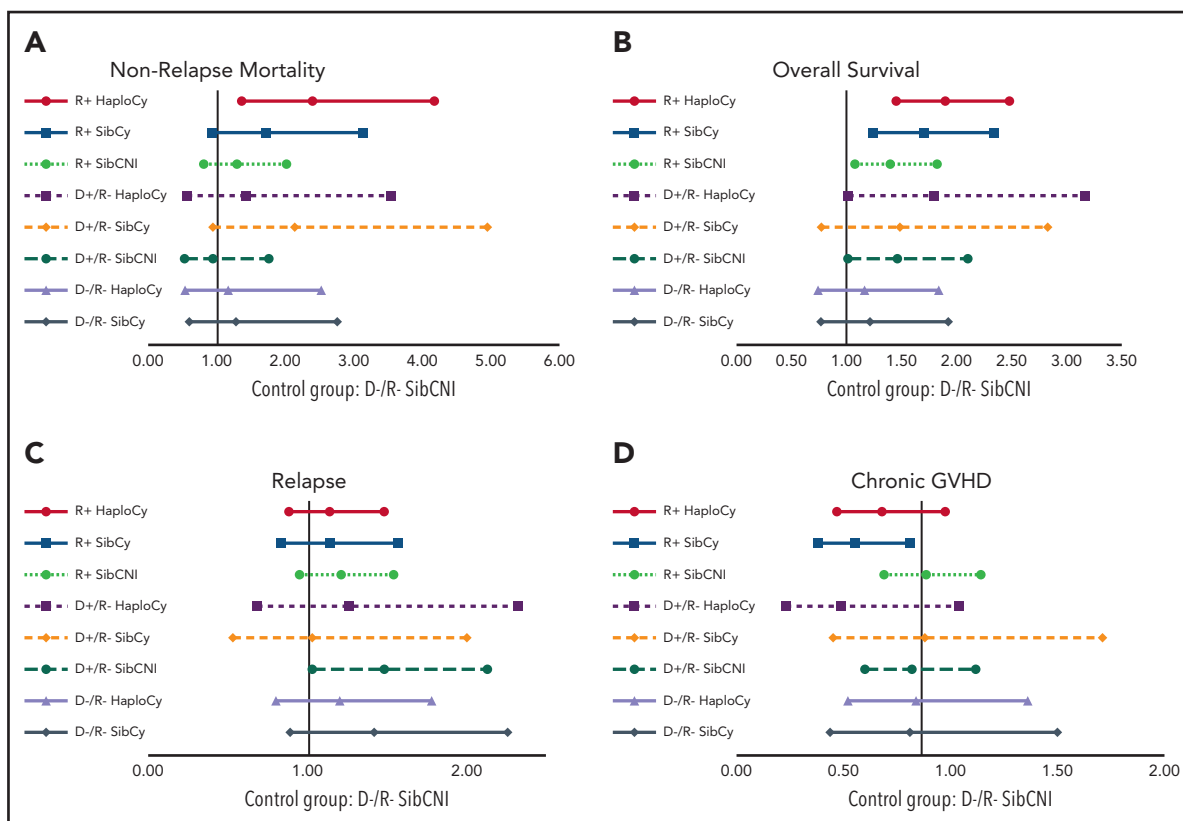 A
Non-Relapse Mortality
R+ HaploCy
R+ SibCy
R+ SibCNI
D+/R- HaploCy
D+/R- SibCy
D+/R- SibCNI
D-/R- HaploCy
D-/R- SibCy
0.00 1.00 2.00 3.00 4.00 5.00 6.00
Control group: D-/R- SibCNI
B
Overall Survival
R+ HaploCy
R+ SibCy
R+ SibCNI
D+/R- HaploCy
D+/R- SibCy
D+/R- SibCNI
D-/R- HaploCy
D-/R- SibCy
0.00 0.50 1.00 1.50 2.00 2.50 3.00 3.50
Control group: D-/R- SibCNI
C
Relapse
R+ HaploCy
R+ SibCy
R+ SibCNI
D+/R- HaploCy
D+/R- SibCy
D+/R- SibCNI
D-/R- HaploCy
D-/R- SibCy
0.00 1.00 2.00
Control group: D-/R- SibCNI
D
Chronic GVHD
R+ HaploCy
R+ SibCy
R+ SibCNI
D+/R- HaploCy
D+/R- SibCy
D+/R- SibCNI
D-/R- HaploCy
D-/R- SibCy
0.00 0.50 1.00 1.50 2.00
Control group: D-/R- SibCNI